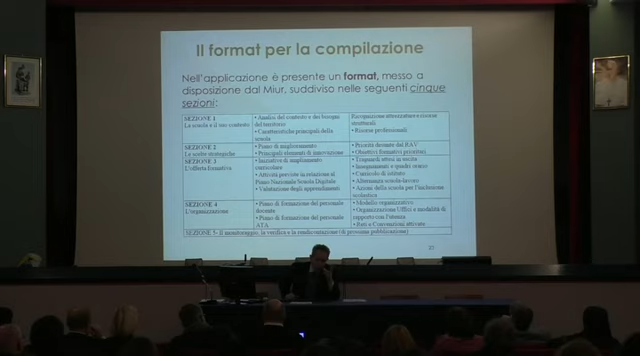 Il format per la compilazione
Nell'applicazione è presente un format, messo a
disposizione dal Miur, suddiviso nelle seguenti cinque
sezioni:
SEZIONE 1
La scuola e il suo contesto
• Analisi del contesto e dei bisogni
del territorio
• Caratteristiche principali della
scuola
Ricognizione attrezzature e risorse
strutturali
• Risorse professionali
SEZIONE 2
Le scelte strategiche
• Piano di miglioramento
• Principali elementi di innovazione
• Priorità desunte dal RAV
• Obiettivi formativi prioritari
SEZIONE 3
L'offerta formativa
• Iniziative di ampliamento
curricolare
• Attività previste in relazione al
Piano Nazionale Scuola Digitale
• Valutazione degli apprendimenti
• Traguardi attesi in uscita
• Insegnamenti e quadri orario
• Curricolo di istituto
• Alternanza scuola-lavoro
• Azioni della scuola per l'inclusione
scolastica
SEZIONE 4
L'organizzazione
• Piano di formazione del personale
docente
• Piano di formazione del personale
ATA
• Modello organizzativo
• Organizzazione Uffici e modalità di
rapporto con l'utenza
• Reti e Convenzioni attivate
SEZIONE 5- Il monitoraggio, la verifica e la rendicontazione (di prossima pubblicazione)